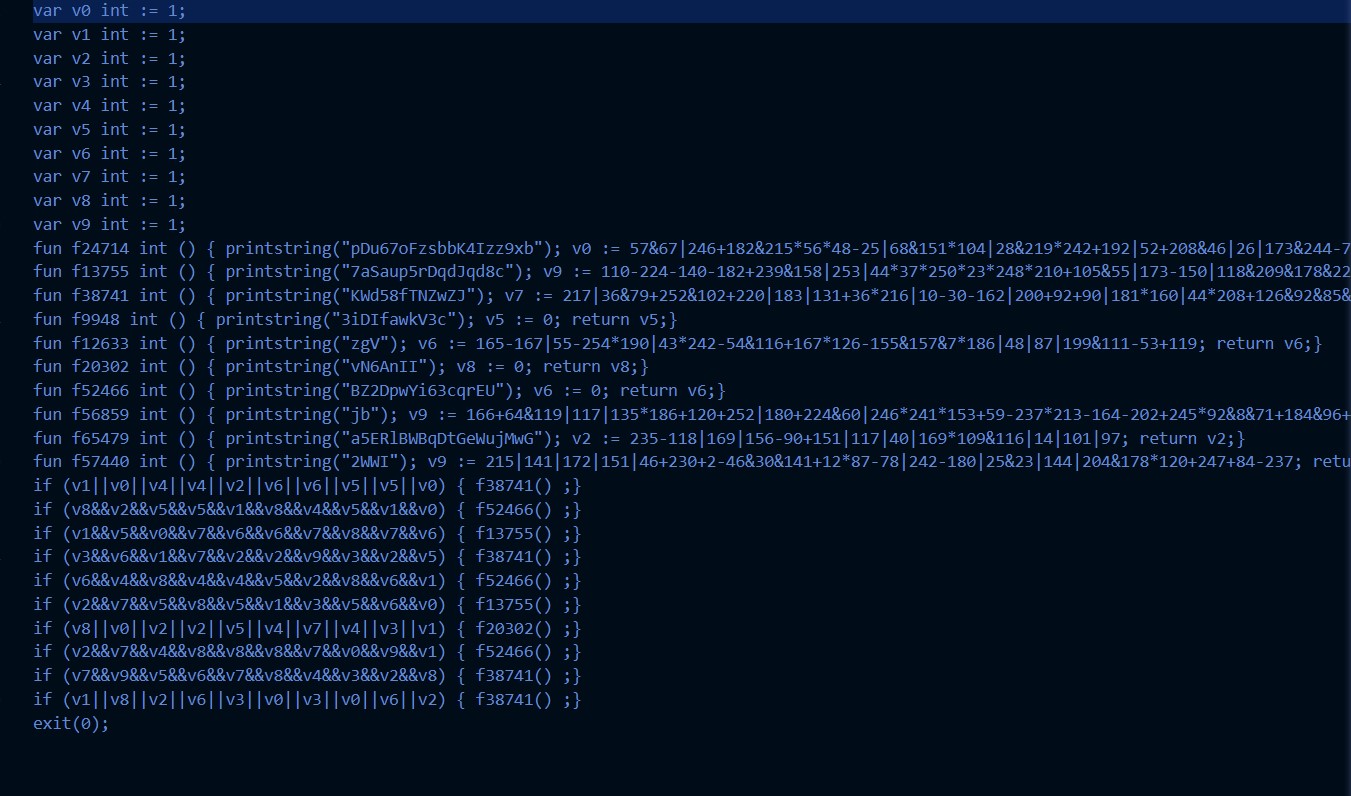 var v0 int := 1;
var v1 int := 1;
var v2 int := 1;
var v3 int := 1;
var v4 int := 1;
var v5 int := 1;
var v6 int := 1;
var v7 int := 1;
var v8 int := 1;
var v9 int := 1;
fun f24714 int () { printstring("pDu67oFzsbbK4Izz9xb"); v0 := 57&67|246+182&215*56*48-25|68&151*104|28&219*242+192|52+208&46|26|173&244-7
fun f13755 int () { printstring("7aSaup5rDqdJqd8c"); v9 := 110-224-140-182+239&158|253|44*37*250*23*248*210+105&55|173-150|118&209&178&22
fun f38741 int () { printstring("KWd58fTNZwZJ"); v7 := 217|36&79+252&102+220|183|131+36*216|10-30-162|200+92+90|181*160|44*208+126&92&85&
fun f9948 int () { printstring("3iDIfawkV3c"); v5 := 0; return v5;}
fun f12633 int () { printstring("zgV"); v6 := 165-167|55-254*190|43*242-54&116+167*126-155&157&7*186|48|87|199&111-53+119; return v6;}
fun f20302 int () { printstring("vN6AnII"); v8 := 0; return v8;}
fun f52466 int () { printstring("BZ2DpwYi63cqrEU"); v6 := 0; return v6;}
fun f56859 int () { printstring("jb"); v9 := 166+64&119|117|135*186+120+252|180+224&60|246*241*153+59-237*213-164-202+245*92&8&71+184&96+
fun f65479 int () { printstring("a5ERlBWBqDtGeWujMwG"); v2 := 235-118|169|156-90+151|117|40|169*109&116|14|101|97; return v2;}
fun f57440 int () { printstring("2WWI"); v9 := 215|141|172|151|46+230+2-46&30&141+12*87-78|242-180|25&23|144|204&178*120+247+84-237; retu
if (v1||v0||v4||v4||v2||v6||v6||v5||v5||v0) { f38741() ;}
if (v8&&v2&&v5&&v5&&v1&&v8&&v4&&v5&&v1&&v0) { f52466() ;}
if (v1&&v5&&v0&&v7&&v6&&v6&&v7&&v8&&v7&&v6) { f13755() ;}
if (v3&&v6&&v1&&v7&&v2&&v2&&v9&&v3&&v2&&v5) { f38741() ;}
if (v6&&v4&&v8&&v4&&v4&&v5&&v2&&v8&&v6&&v1) { f52466() ;}
if (v2&&v7&&v5&&v8&&v5&&v1&&v3&&v5&&v6&&v0) { f13755() ;}
if (v8||v0||v2||v2||v5||v4||v7||v4||v3||v1) { f20302() ;}
if (v2&&v7&&v4&&v8&&v8&&v8&&v7&&v0&&v9&&v1) { f52466() ;}
if (v7&&v9&&v5&&v6&&v7&&v8&&v4&&v3&&v2&&v8) { f38741() ;}
if (v1||v8||v2||v6||v3||v0||v3||v0||v6||v2) { f38741() ;}
exit(0);